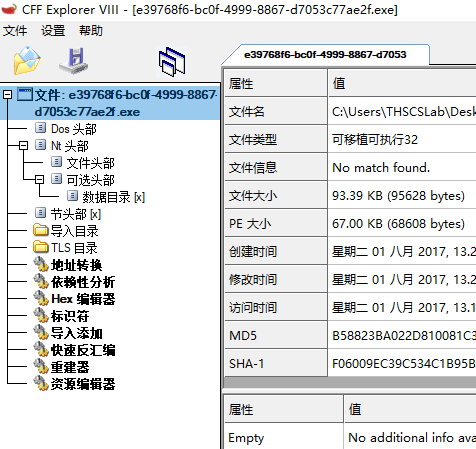 CFF Explorer VIII - [e39768f6-bc0f-4999-8867-d7053c77ae2f.exe]
文件 设置 帮助
e39768f6-bc0f-4999-8867-d7053
文件: e39768f6-bc0f-4999-8867-
d7053c77ae2f.exe
Dos 头部
Nt 头部
文件头部
可选头部
数据目录 [x]
节头部 [x]
导入目录
TLS 目录
地址转换
依赖性分析
Hex 编辑器
标识符
导入添加
快速反汇编
重建器
资源编辑器
属性 值
文件名 C:\Users\THSCSLab\Desk
文件类型 可移植可执行32
文件信息 No match found.
文件大小 93.39 KB (95628 bytes)
PE 大小 67.00 KB (68608 bytes)
创建时间 星期二 01 八月 2017, 13.2
修改时间 星期二 01 八月 2017, 13.2
访问时间 星期二 01 八月 2017, 13.1
MD5 B58823BA022D810081C3
SHA-1 F06009EC39C534C1B95B
属性 值
Empty No additional info ava